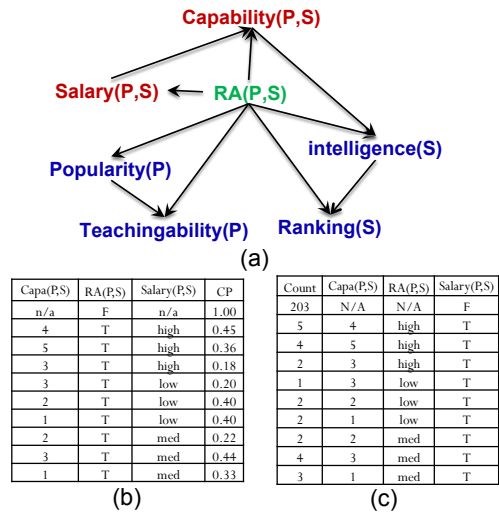 Capability(P,S)
Salary(P,S) RA(P,S)
intelligence(S)
Popularity(P)
Teachingability(P) Ranking(S)
(a)
Capa(P,S) RA(P,S) Salary(P,S) CP
n/a F n/a 1.00
4 T high 0.45
5 T high 0.36
3 T high 0.18
3 T low 0.20
2 T low 0.40
1 T low 0.40
2 T med 0.22
3 T med 0.44
1 T med 0.33
(b)
Count Capa(P,S) RA(P,S) Salary(P,S)
203 N/A N/A F
5 4 high T
4 5 high T
2 3 high T
1 3 low T
2 2 low T
2 1 low T
2 2 med T
4 3 med T
3 1 med T
(c)